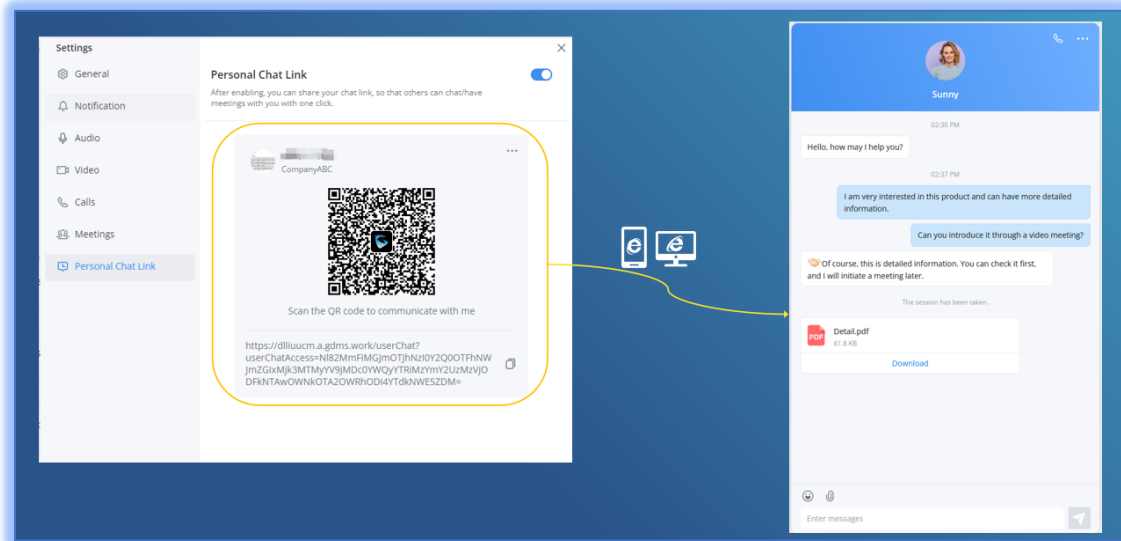 Settings
General
Notification
Audio
Video
Calls
Meetings
Personal Chat Link
Personal Chat Link
After enabling, you can share your chat link, so that others can chat/have
meetings with you with one click.
CompanyABC
Scan the QR code to communicate with me
https://dlliuucm.a.gdms.work/userChat?
userChatAccess=Nl82MmFiMGJmOTJhNzI0Y2Q0OTFhNW
JmZGIxMjk3MTMyYV9jMDc0YWQyYTRiMzYmY2UzMzVjO
DFkNTAwOWNkOTA2OWRhODI4YTdkNWE5ZDM=
Sunny
02:36 PM
Hello, how may I help you?
02:37 PM
I am very interested in this product and can have more detailed
information.
Can you introduce it through a video meeting?
Of course, this is detailed information. You can check it first,
and I will initiate a meeting later.
The session has been taken.
PDF
Detail.pdf
61.8 KB
Download
Enter messages